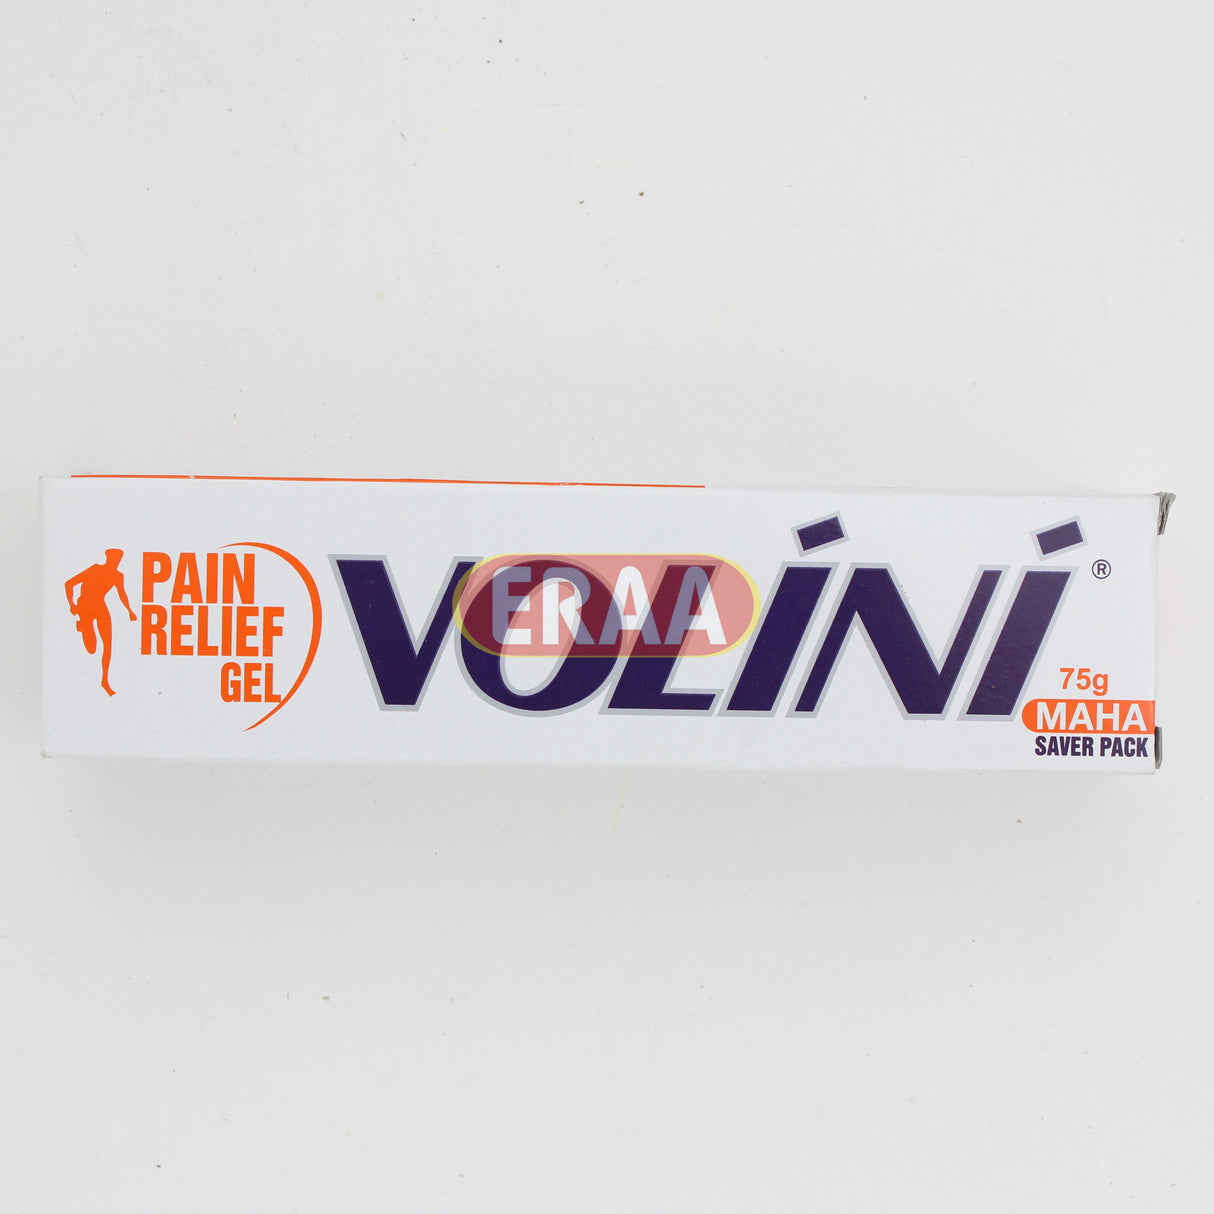 PAIN
RELIEF
GEL
VOLINI®
ERAA
75g
MAHA
SAVER PACK